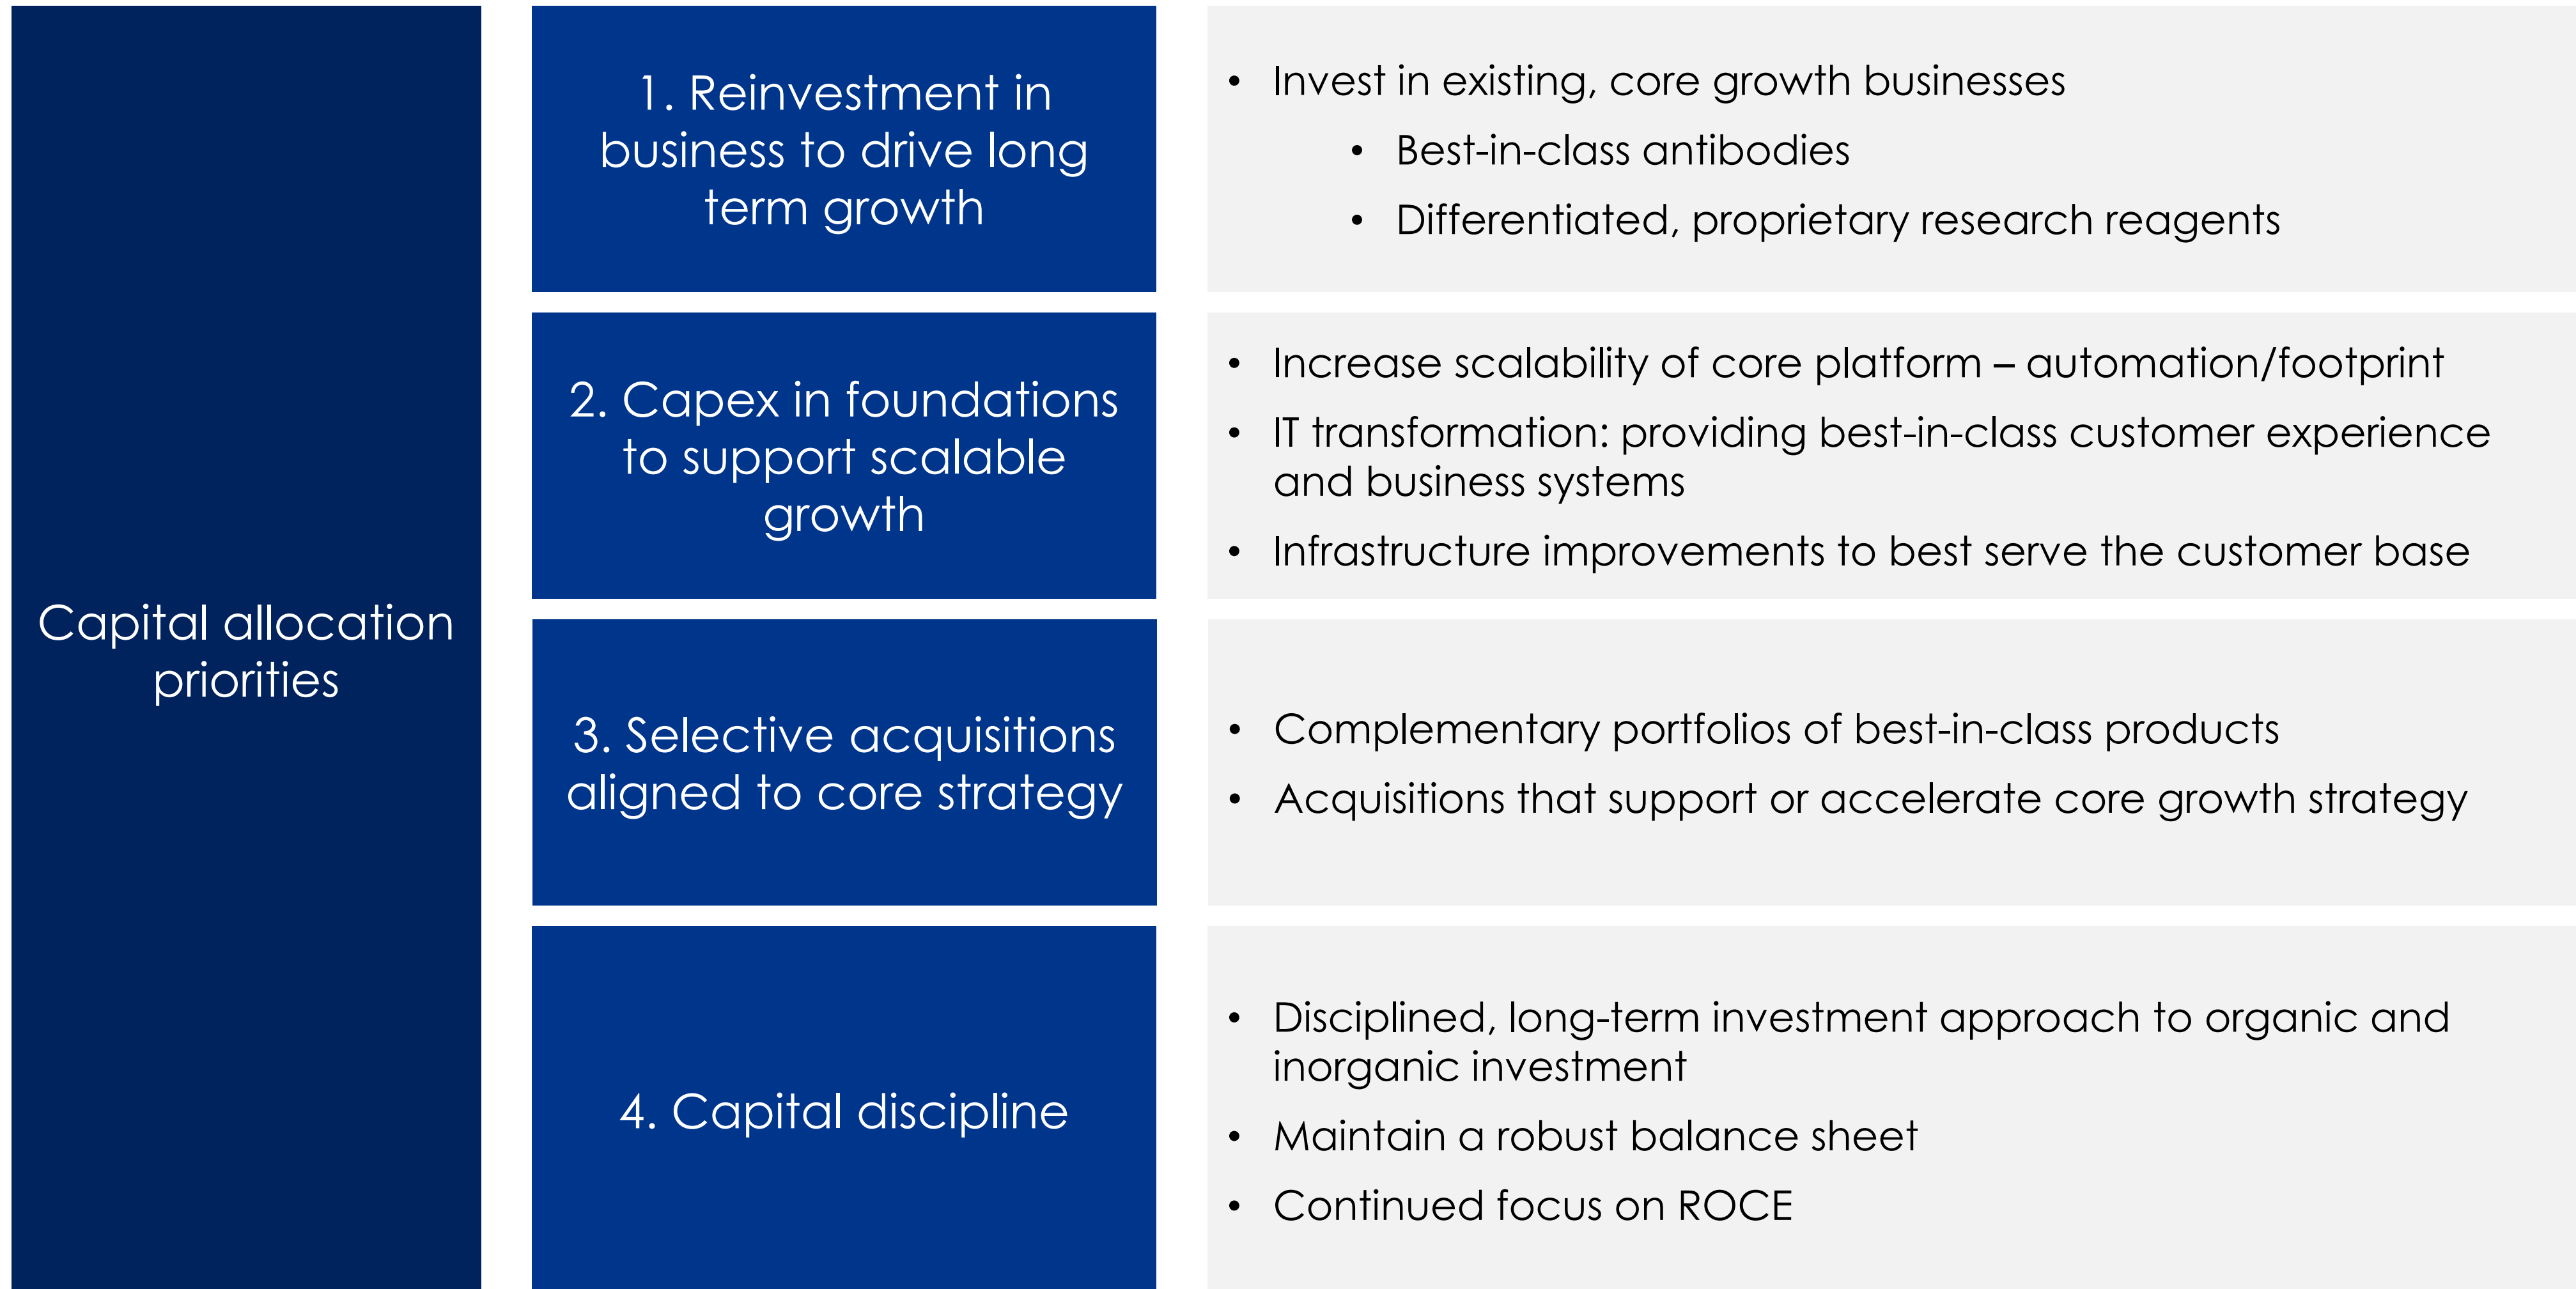 Capital allocation
priorities
1. Reinvestment in
business to drive long
term growth
• Invest in existing, core growth businesses
• Best-in-class antibodies
• Differentiated, proprietary research reagents
2. Capex in foundations
to support scalable
growth
• Increase scalability of core platform – automation/footprint
• IT transformation: providing best-in-class customer experience
and business systems
• Infrastructure improvements to best serve the customer base
3. Selective acquisitions
aligned to core strategy
• Complementary portfolios of best-in-class products
• Acquisitions that support or accelerate core growth strategy
4. Capital discipline
• Disciplined, long-term investment approach to organic and
inorganic investment
• Maintain a robust balance sheet
• Continued focus on ROCE